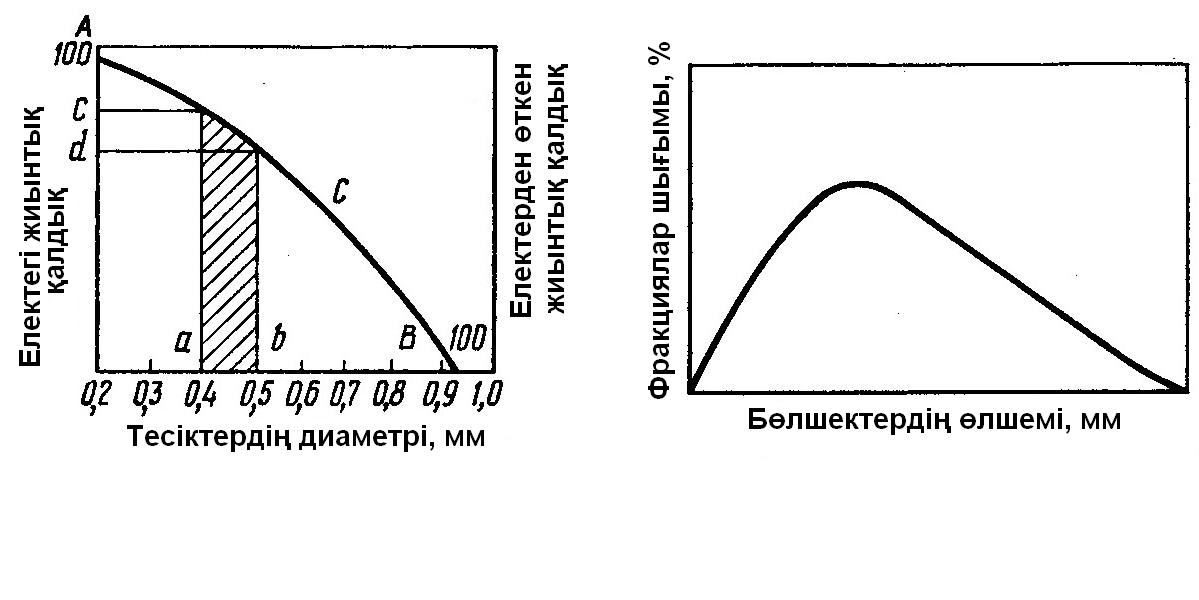 A
100
C
d
Електегі жиынтық
қалдық
C
a
b
B
100
0,2 0,3 0,4 0,5 0,6 0,7 0,8 0,9 1,0
Тесіктердің диаметрі, мм
Електерден өткен
жиынтық қалдық
Фракциялар шығымы, %
Бөлшектердің өлшемі, мм